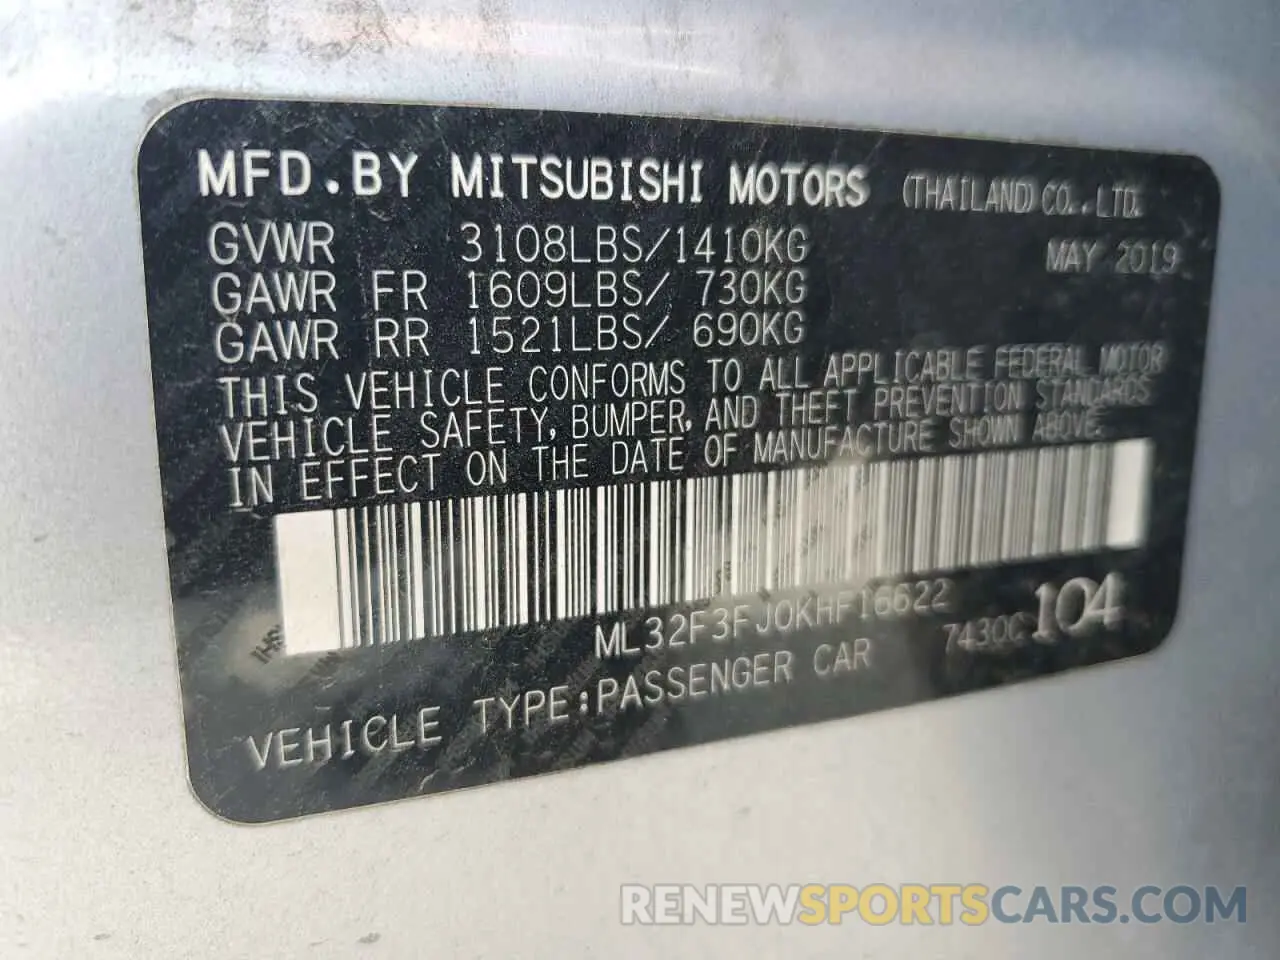 MFD.BY MITSUBISHI MOTORS (THAILAND) CO.,LTD.
GVWR 3108LBS/1410KG MAY 2019
GAWR FR 1609LBS/ 730KG
GAWR RR 1521LBS/ 690KG
THIS VEHICLE CONFORMS TO ALL APPLICABLE FEDERAL MOTOR
VEHICLE SAFETY, BUMPER, AND THEFT PREVENTION STANDARDS
IN EFFECT ON THE DATE OF MANUFACTURE SHOWN ABOVE.
ML32F3FJ0KHF16622 7430C 104
VEHICLE TYPE:PASSENGER CAR
RENEWSPORTSCARS.COM